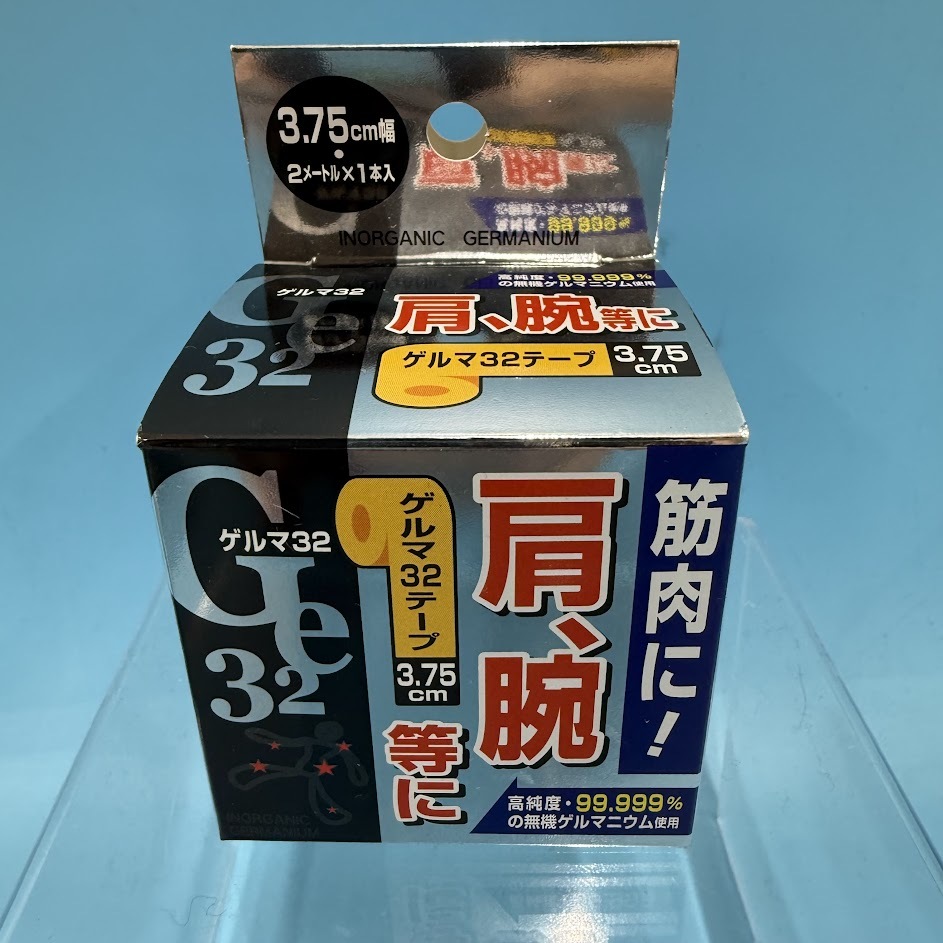 3.75cm幅
・
2メートル×1本入
INORGANIC GERMANIUM
Ge
32
ゲルマ32
高純度・99.999%
の無機ゲルマニウム使用
肩、腕等に
ゲルマ32テープ
3.75
cm
Ge
32
ゲルマ32
ゲルマ32テープ
3.75
cm
肩、腕
等に
筋肉に!
高純度・99.999%
の無機ゲルマニウム使用
INORGANIC
GERMANIUM